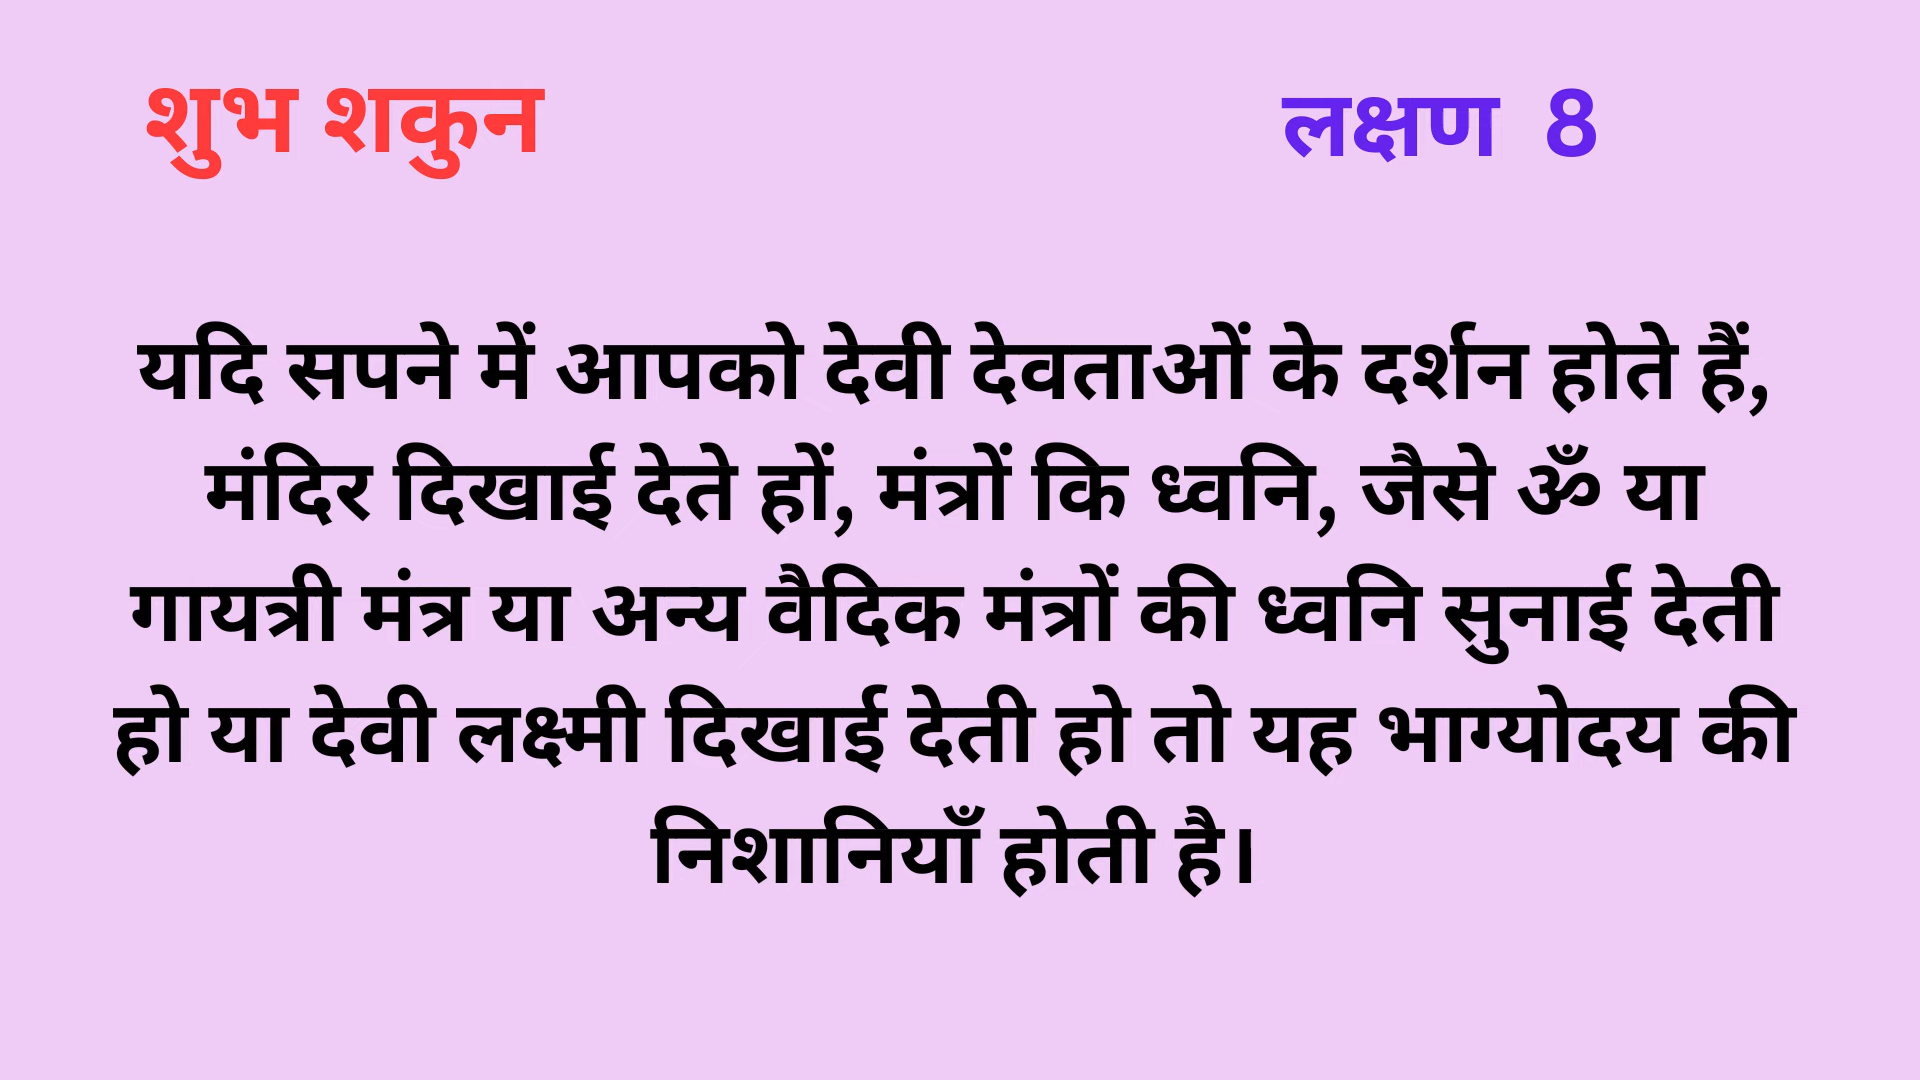 शुभ शकुन
लक्षण 8
यदि सपने में आपको देवी देवताओं के दर्शन होते हैं,
मंदिर दिखाई देते हों, मंत्रों कि ध्वनि, जैसे ॐ या
गायत्री मंत्र या अन्य वैदिक मंत्रों की ध्वनि सुनाई देती
हो या देवी लक्ष्मी दिखाई देती हो तो यह भाग्योदय की
निशानियाँ होती है।